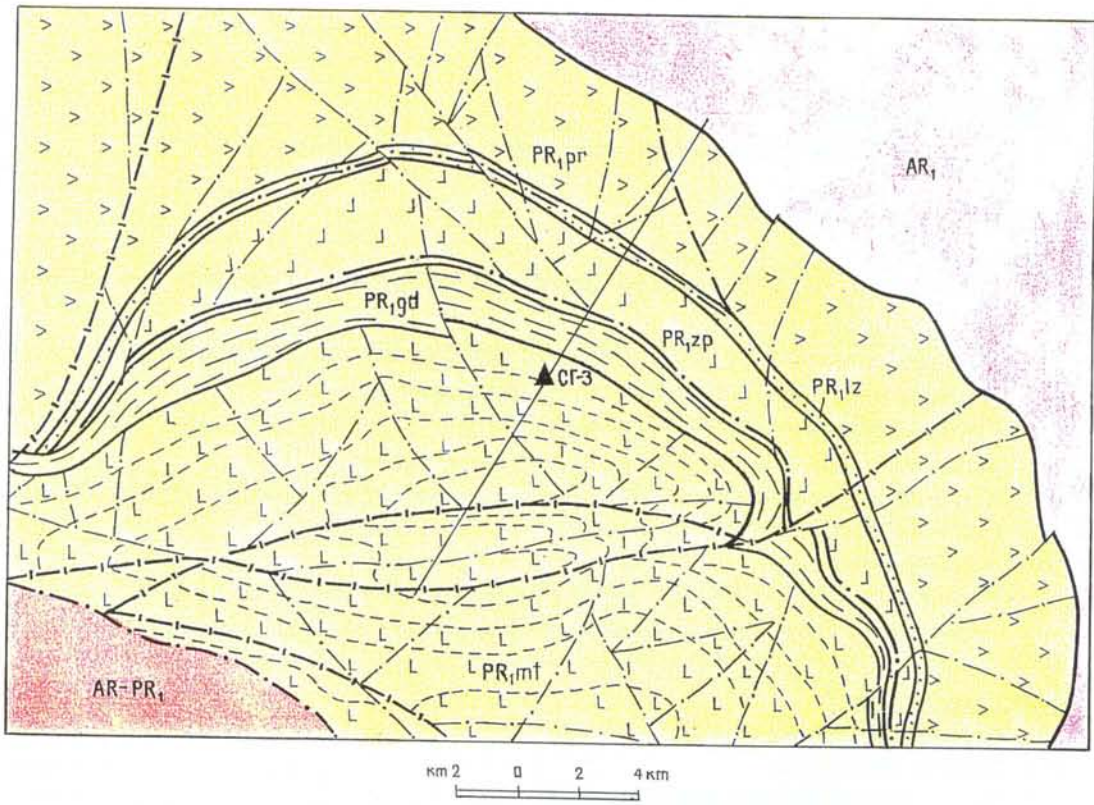 PR₁pr
AR₁
PR₁gd
PR₁zp
СГ-3
PR₁lz
PR₁mt
AR-PR₁
км 2 0 2 4 км